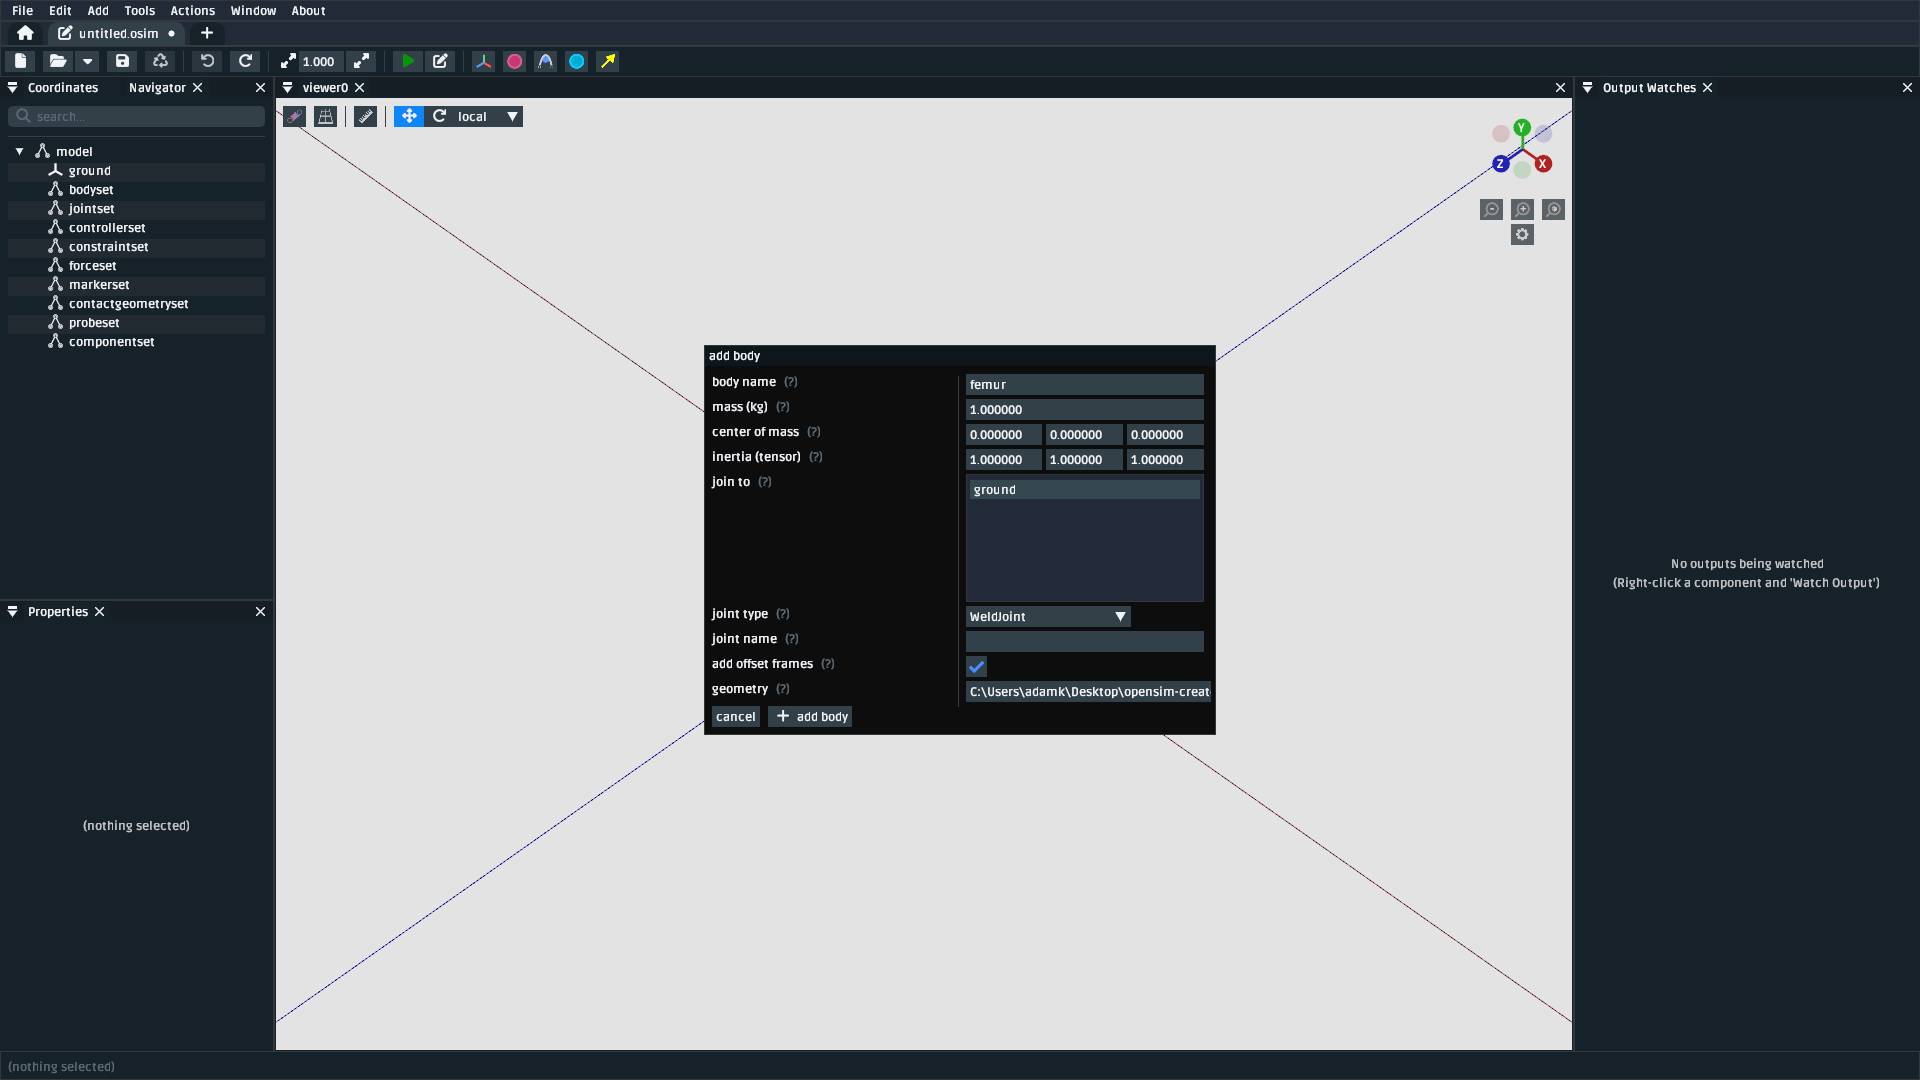 File Edit Add Tools Actions Window About
untitled.osim
1.000
Coordinates Navigator
viewer0
Output Watches
search...
local
Y
Z X
model
ground
bodyset
jointset
controllerset
constraintset
forceset
markerset
contactgeometryset
probeset
componentset
add body
body name (?) femur
mass (kg) (?) 1.000000
center of mass (?) 0.000000 0.000000 0.000000
inertia (tensor) (?) 1.000000 1.000000 1.000000
join to (?) ground
joint type (?) WeldJoint
joint name (?)
add offset frames (?)
geometry (?) C:\Users\adamk\Desktop\opensim-creat
cancel add body
No outputs being watched
(Right-click a component and 'Watch Output')
Properties
(nothing selected)
(nothing selected)